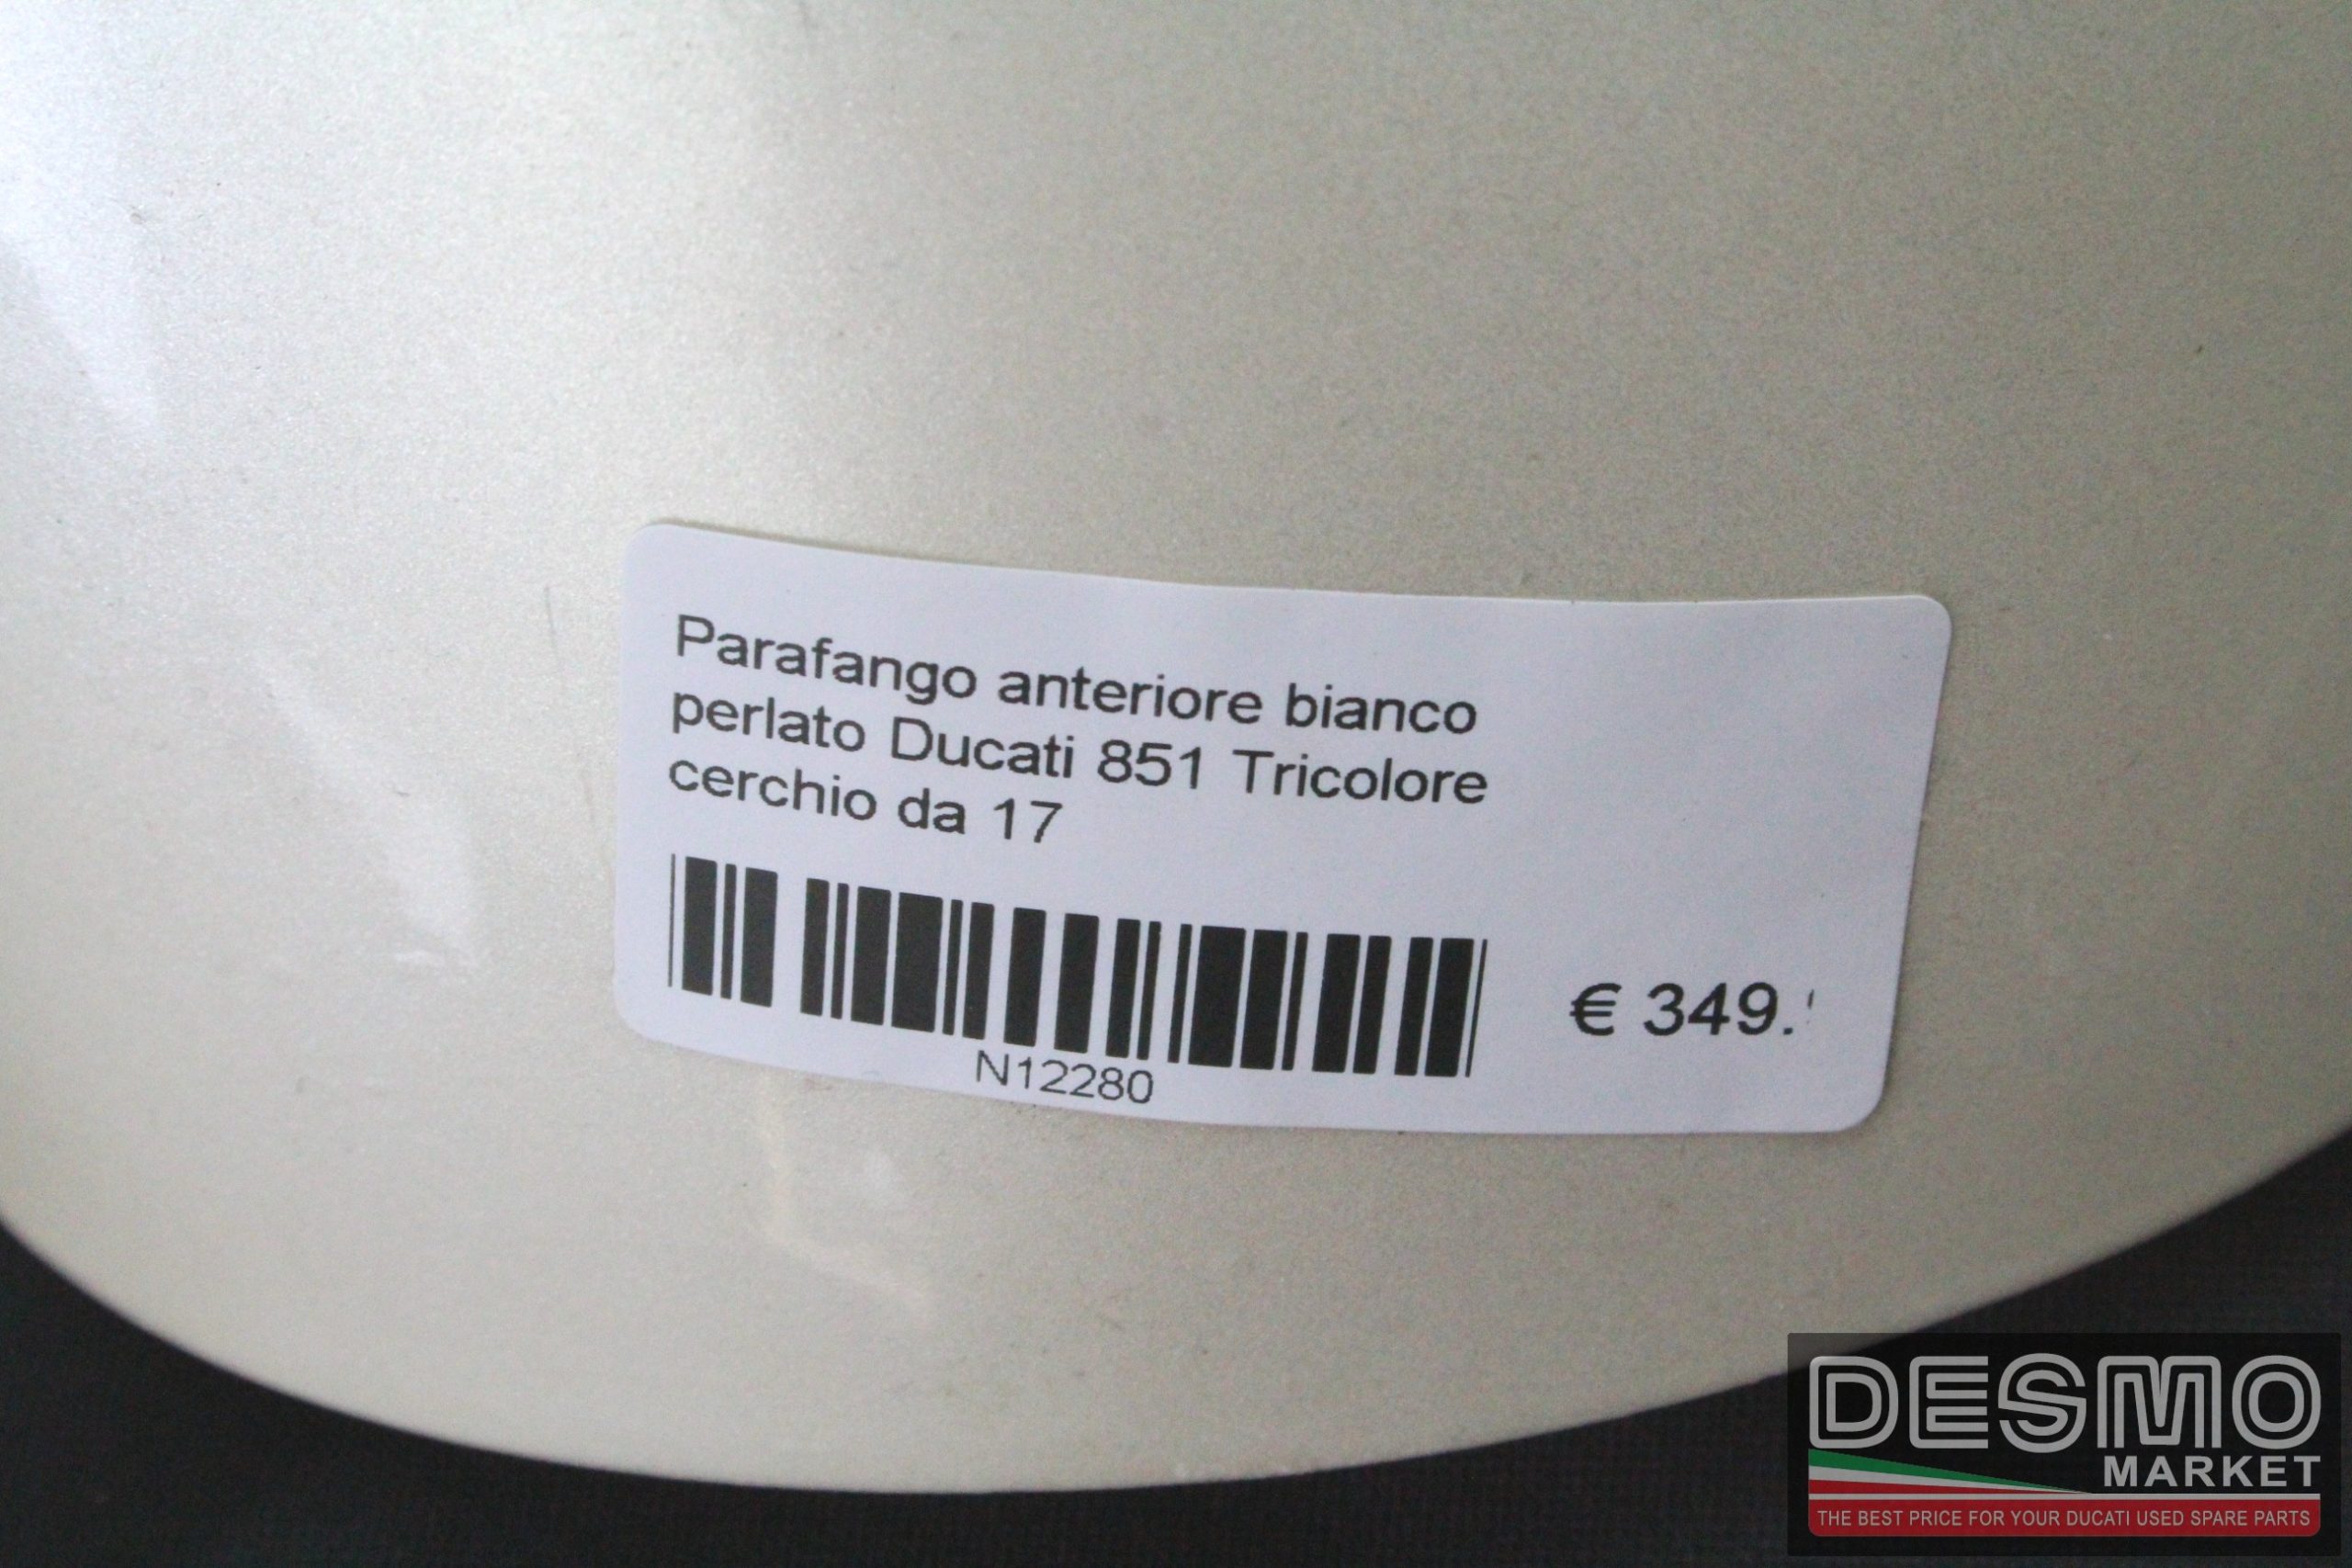 Parafango anteriore bianco
perlato Ducati 851 Tricolore
cerchio da 17
€ 349.
N12280
DESMO
MARKET
THE BEST PRICE FOR YOUR DUCATI USED SPARE PARTS